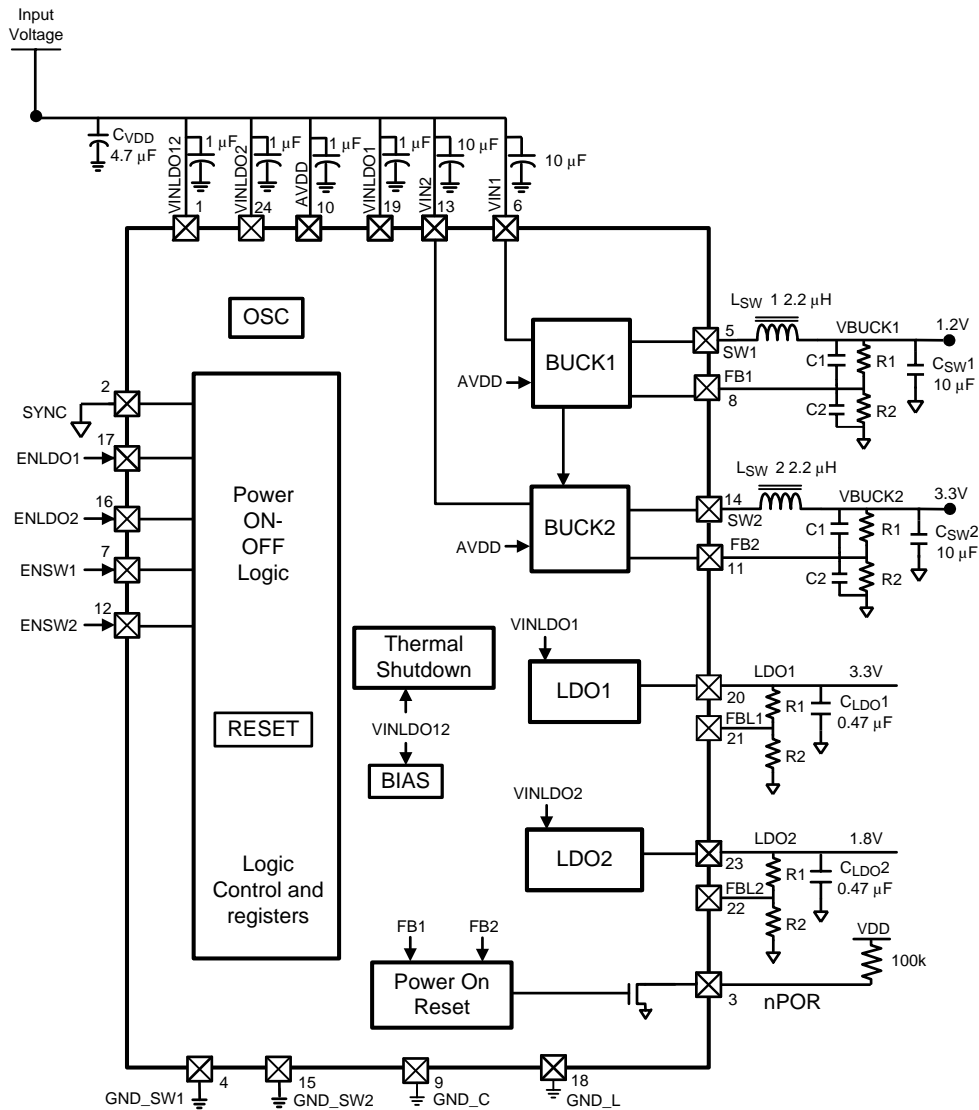 Input
Voltage
CVDD
4.7 µF
VINLDO12
1 µF
VINLDO2
1 µF
AVDD
1 µF
VINLDO1
1 µF
VIN2
10 µF
VIN1
10 µF
1
24
10
19
13
6
OSC
BUCK1
AVDD
5
SW1
LSW 1 2.2 µH
VBUCK1
1.2V
FB1
8
C1
R1
C2
R2
CSW1
10 µF
2
SYNC
17
ENLDO1
16
ENLDO2
7
ENSW1
12
ENSW2
Power
ON-
OFF
Logic
RESET
Logic
Control and
registers
BUCK2
AVDD
14
SW2
LSW 2 2.2 µH
VBUCK2
3.3V
FB2
11
C1
R1
C2
R2
CSW2
10 µF
Thermal
Shutdown
VINLDO12
BIAS
VINLDO1
LDO1
20
LDO1
3.3V
FBL1
21
R1
R2
CLDO1
0.47 µF
VINLDO2
LDO2
23
LDO2
1.8V
FBL2
22
R1
R2
CLDO2
0.47 µF
FB1
FB2
Power On
Reset
3
nPOR
VDD
100k
GND_SW1
4
15
GND_SW2
9
GND_C
18
GND_L